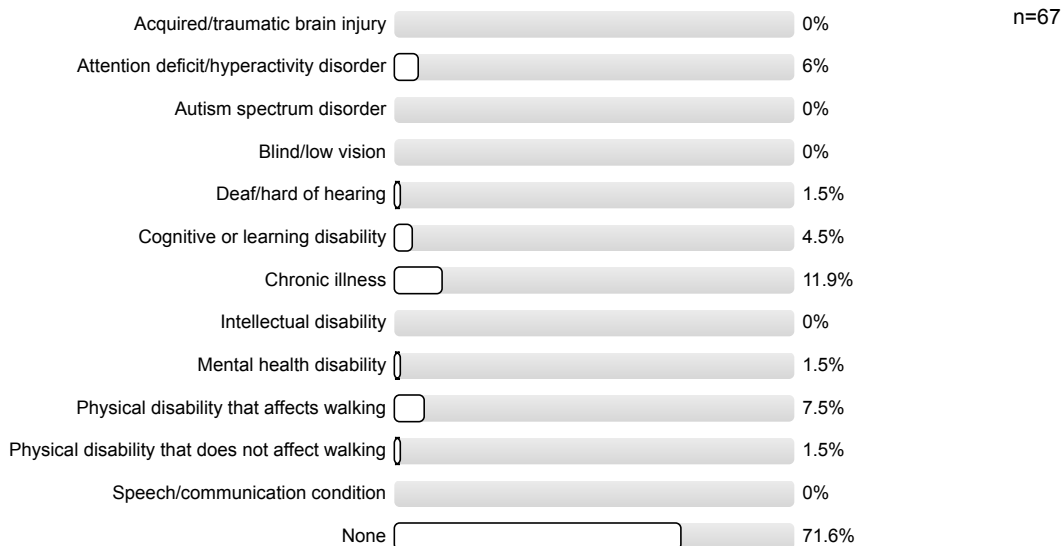 Acquired/traumatic brain injury 0% n=67
Attention deficit/hyperactivity disorder 6%
Autism spectrum disorder 0%
Blind/low vision 0%
Deaf/hard of hearing 1.5%
Cognitive or learning disability 4.5%
Chronic illness 11.9%
Intellectual disability 0%
Mental health disability 1.5%
Physical disability that affects walking 7.5%
Physical disability that does not affect walking 1.5%
Speech/communication condition 0%
None 71.6%